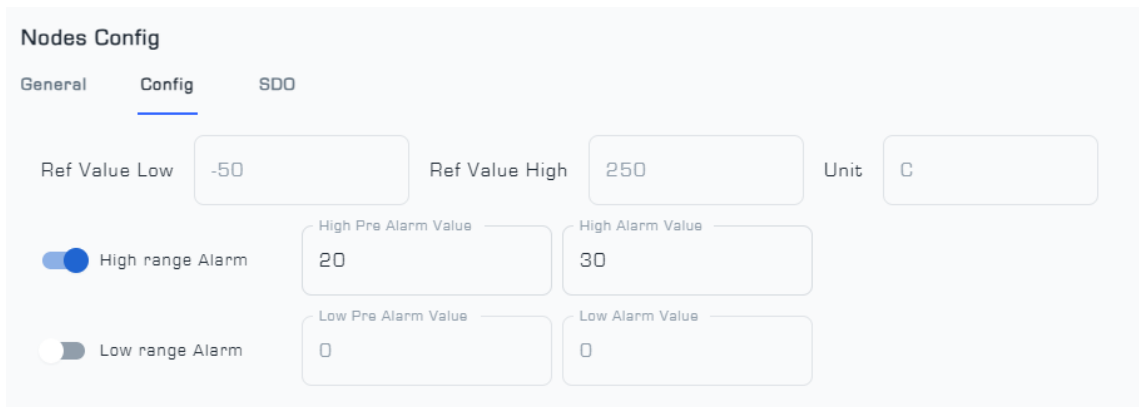 Nodes Config
General Config SDO
Ref Value Low -50 Ref Value High 250 Unit C
High Pre Alarm Value High Alarm Value
High range Alarm 20 30
Low Pre Alarm Value Low Alarm Value
Low range Alarm 0 0